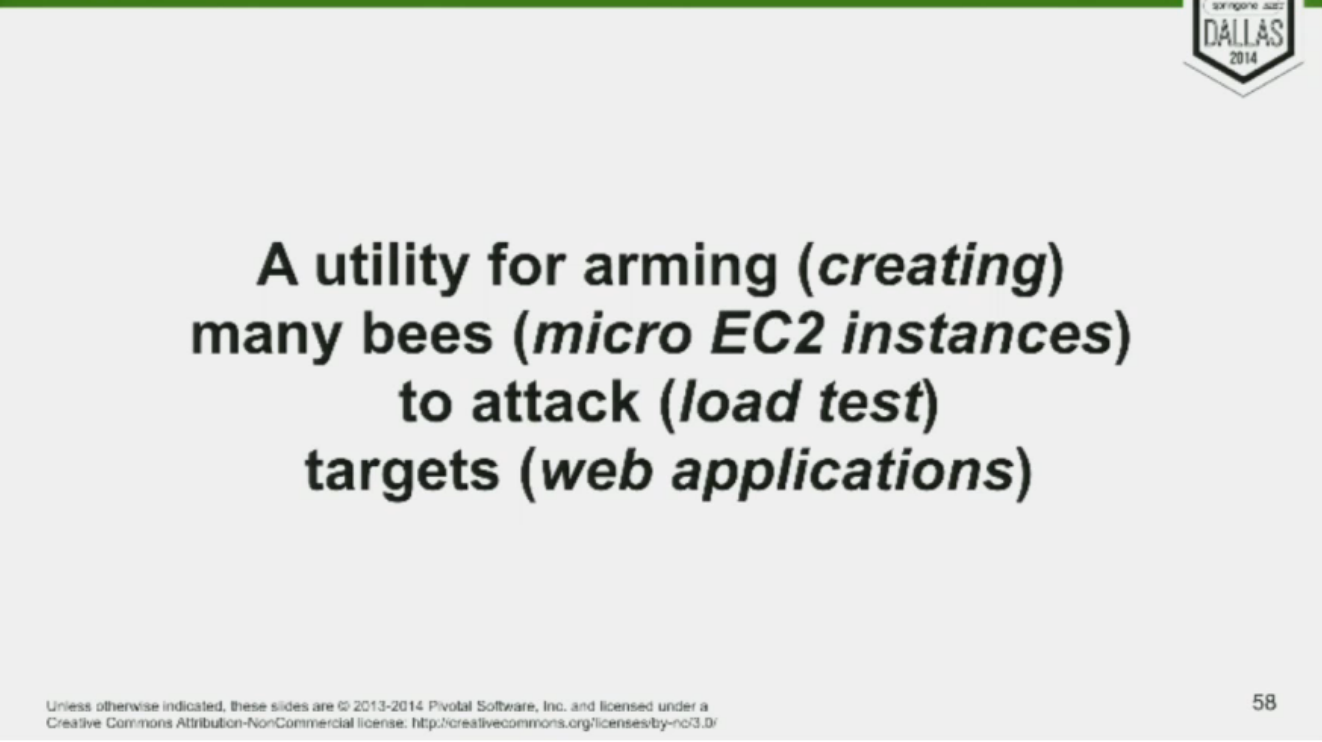 DALLAS
2014
A utility for arming (creating)
many bees (micro EC2 instances)
to attack (load test)
targets (web applications)
Unless otherwise indicated, these slides are © 2013-2014 Pivotal Software, Inc. and licensed under a
Creative Commons Attribution-NonCommercial license: http://creativecommons.org/licenses/by-nc/3.0/
58